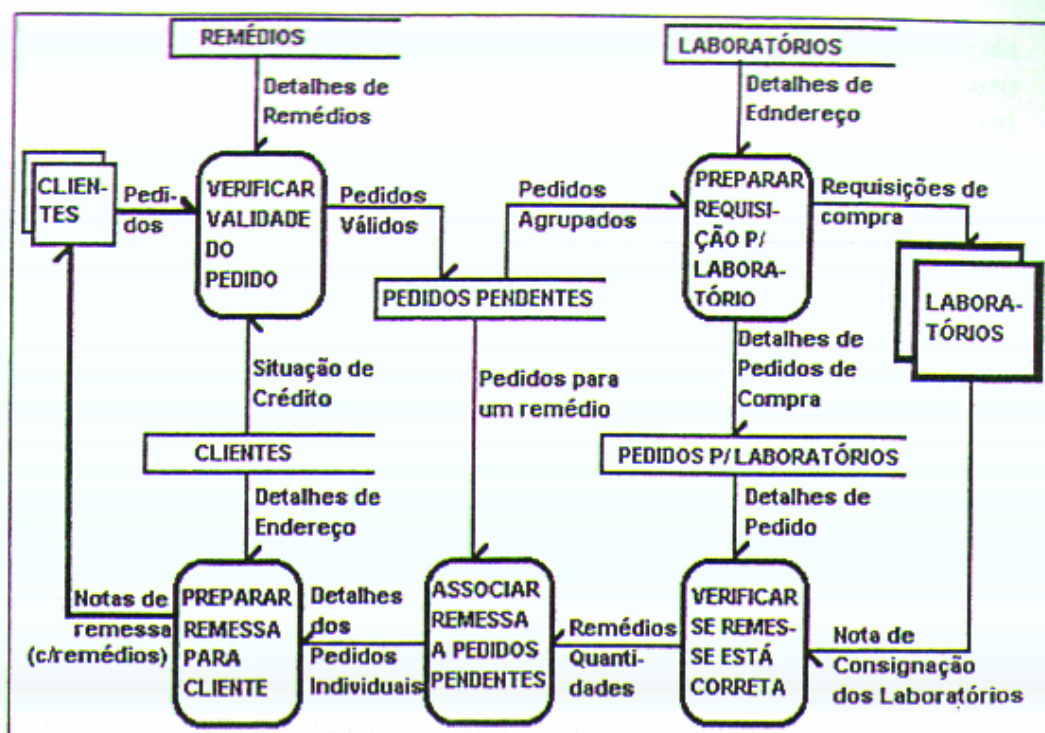 REMÉDIOS
LABORATÓRIOS
Detalhes de
Remédios
Detalhes de
Edndereço
CLIEN-
TES
Pedi-
dos
VERIFICAR
VALIDADE
DO
PEDIDO
Pedidos
Válidos
Pedidos
Agrupados
PREPARAR
REQUISI-
ÇÃO P/
LABORA-
TÓRIO
Requisições de
compra
PEDIDOS PENDENTES
LABORA-
TÓRIOS
Situação de
Crédito
Pedidos para
um remédio
Detalhes de
Pedidos de
Compra
CLIENTES
PEDIDOS P/ LABORATÓRIOS
Detalhes de
Endereço
Detalhes de
Pedido
Notas de
remessa
(c/remédios)
PREPARAR
REMESSA
PARA
CLIENTE
Detalhes
dos
Pedidos
Individuais
ASSOCIAR
REMESSA
A PEDIDOS
PENDENTES
Remédios
Quanti-
dades
VERIFICAR
SE REMES-
SE ESTÁ
CORRETA
Nota de
Consignação
dos Laboratórios